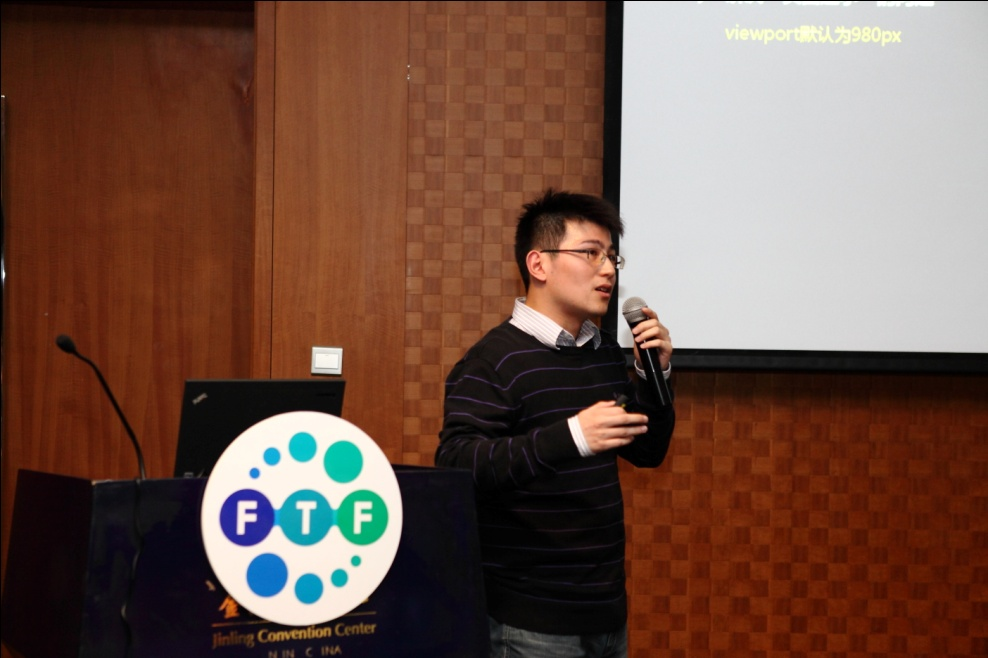 viewport默认为980px
ThinkPad
F T F
Jinling Convention Center